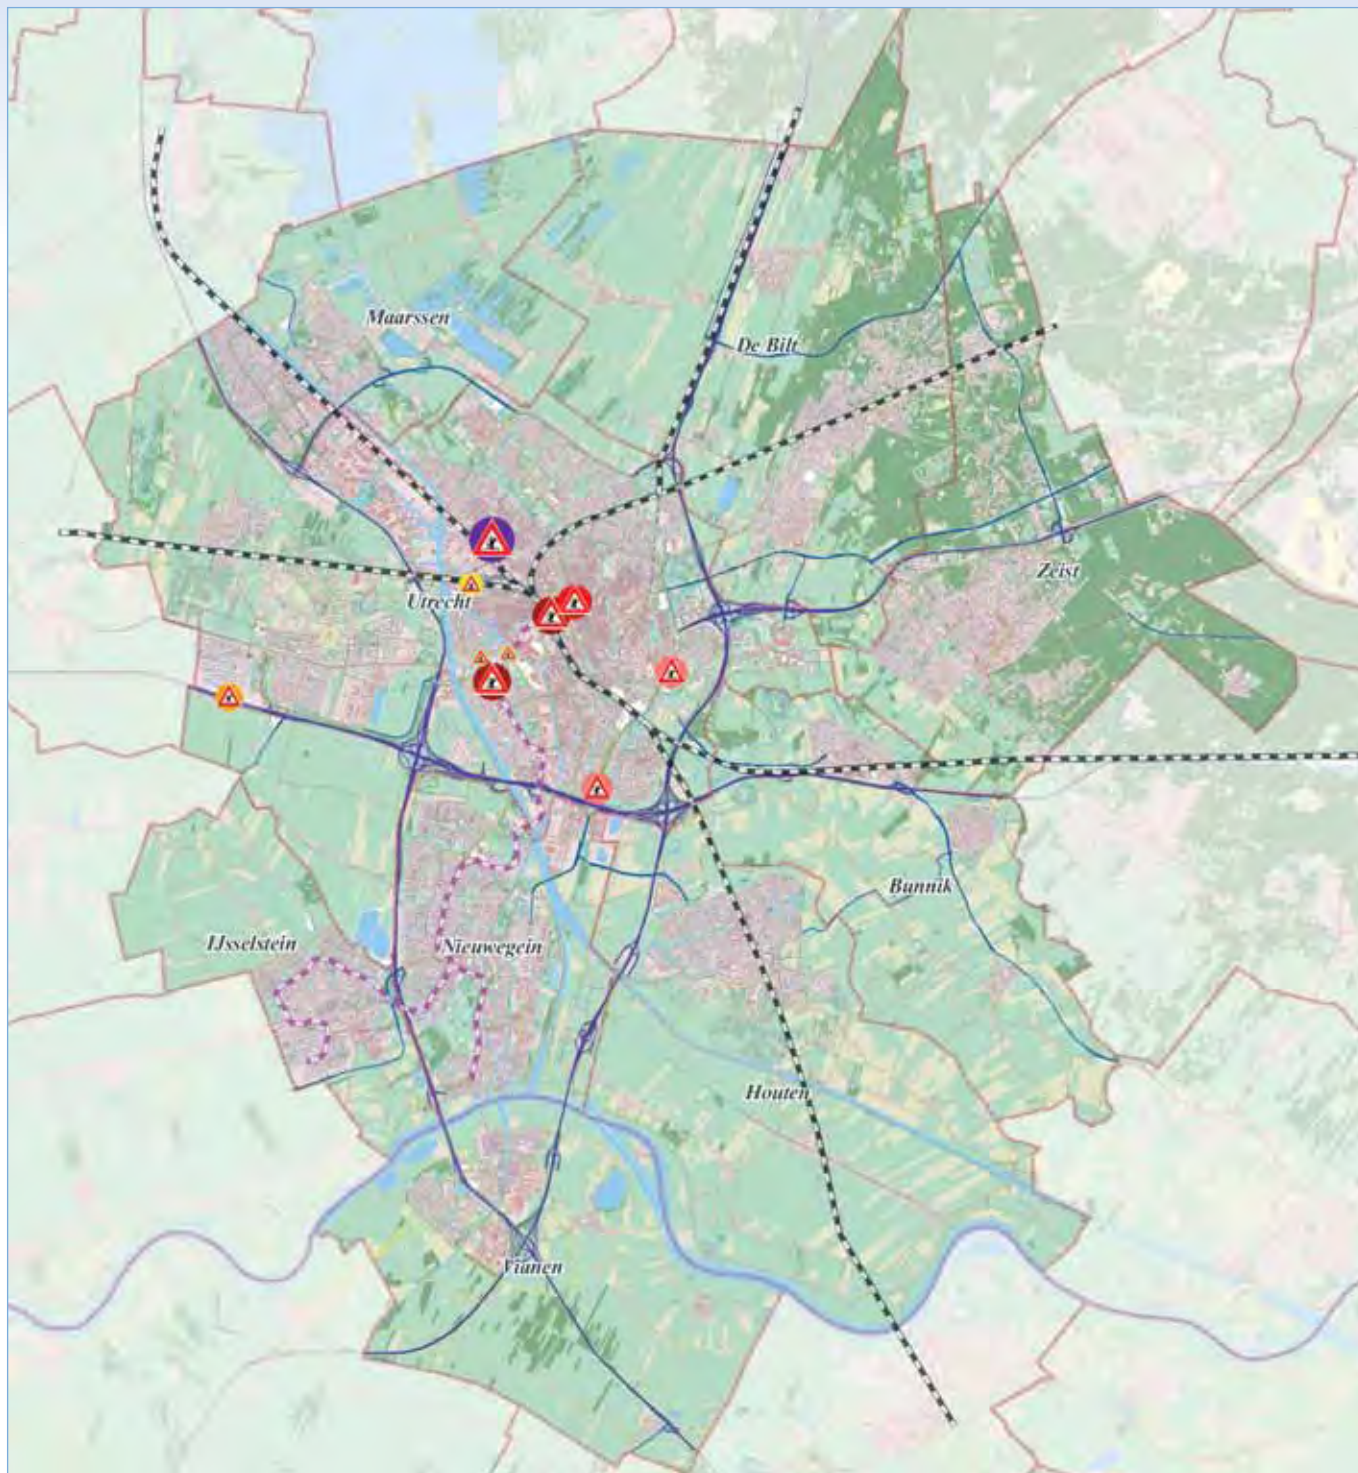 Maarssen
De Bilt
Zeist
Utrecht
Bunnik
IJsselstein
Nieuwegein
Houten
Vianen